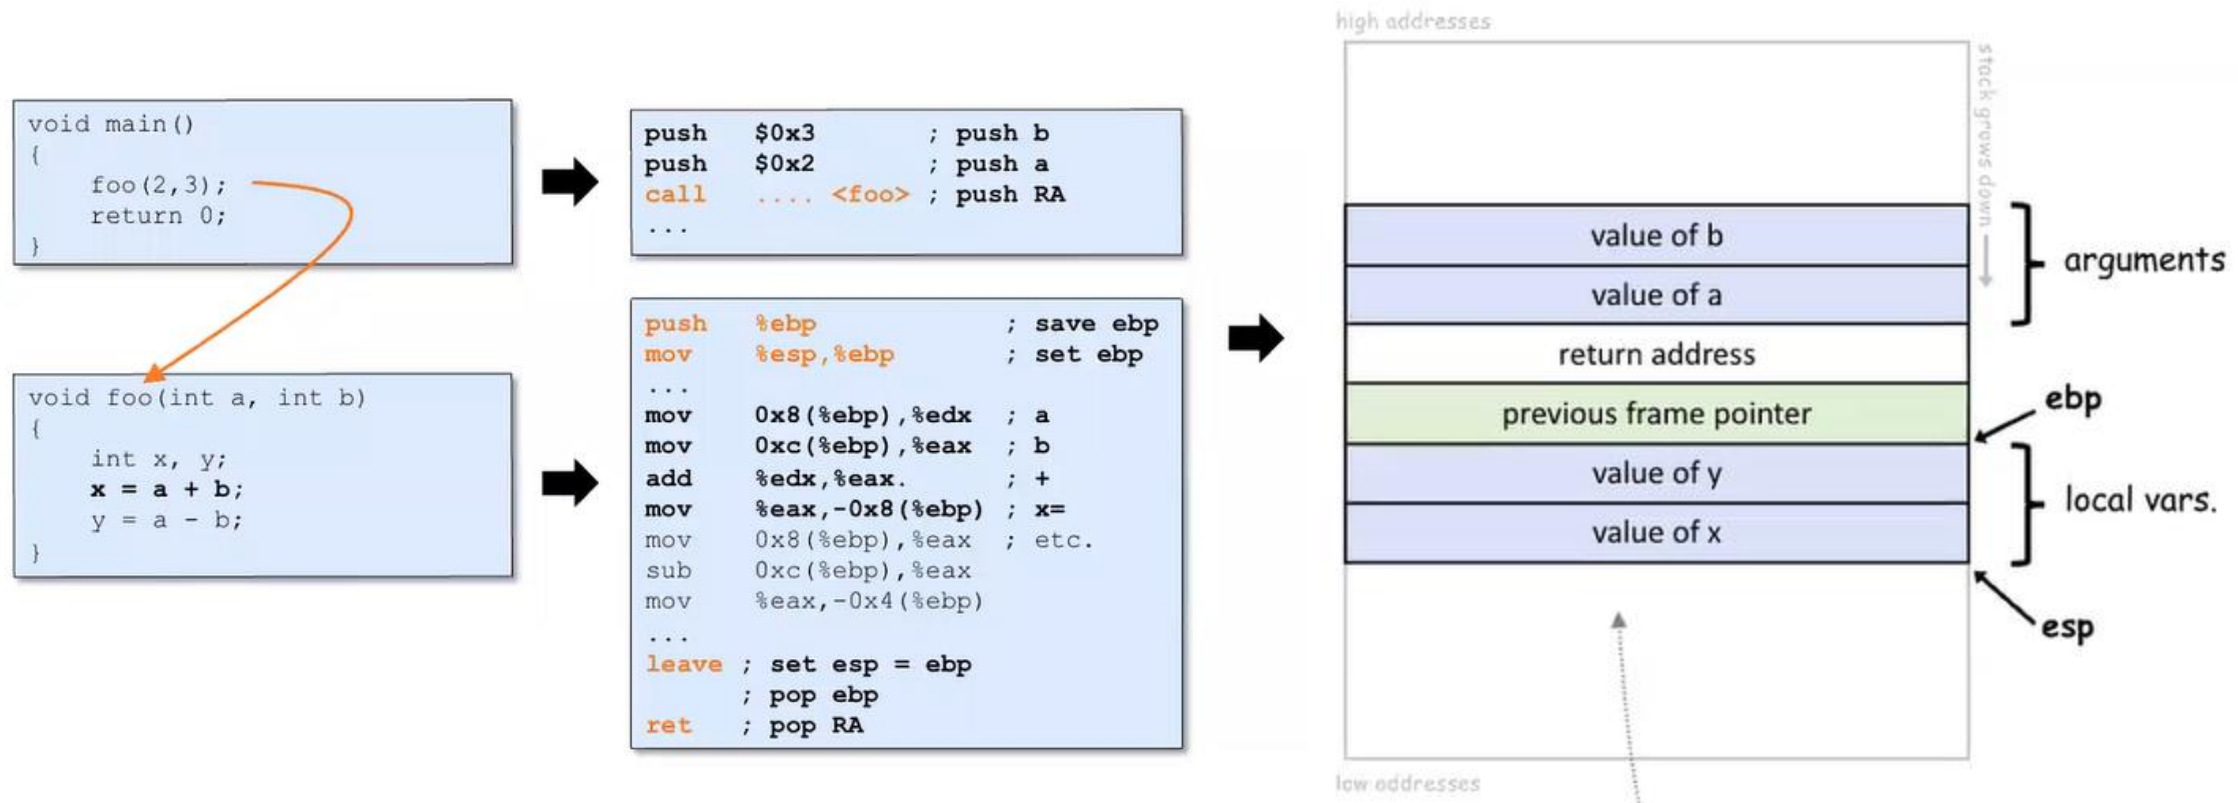 void main()
{
    foo(2,3);
    return 0;
}
void foo(int a, int b)
{
    int x, y;
    x = a + b;
    y = a - b;
}
push   $0x3       ; push b
push   $0x2       ; push a
call   .... <foo> ; push RA
...
push   %ebp            ; save ebp
mov    %esp,%ebp       ; set ebp
...
mov    0x8(%ebp),%edx  ; a
mov    0xc(%ebp),%eax  ; b
add    %edx,%eax.      ; +
mov    %eax,-0x8(%ebp) ; x=
mov    0x8(%ebp),%eax  ; etc.
sub    0xc(%ebp),%eax
mov    %eax,-0x4(%ebp)
...
leave ; set esp = ebp
      ; pop ebp
ret   ; pop RA
high addresses
stack grows down
value of b
value of a
arguments
return address
previous frame pointer
ebp
value of y
value of x
local vars.
esp
low addresses